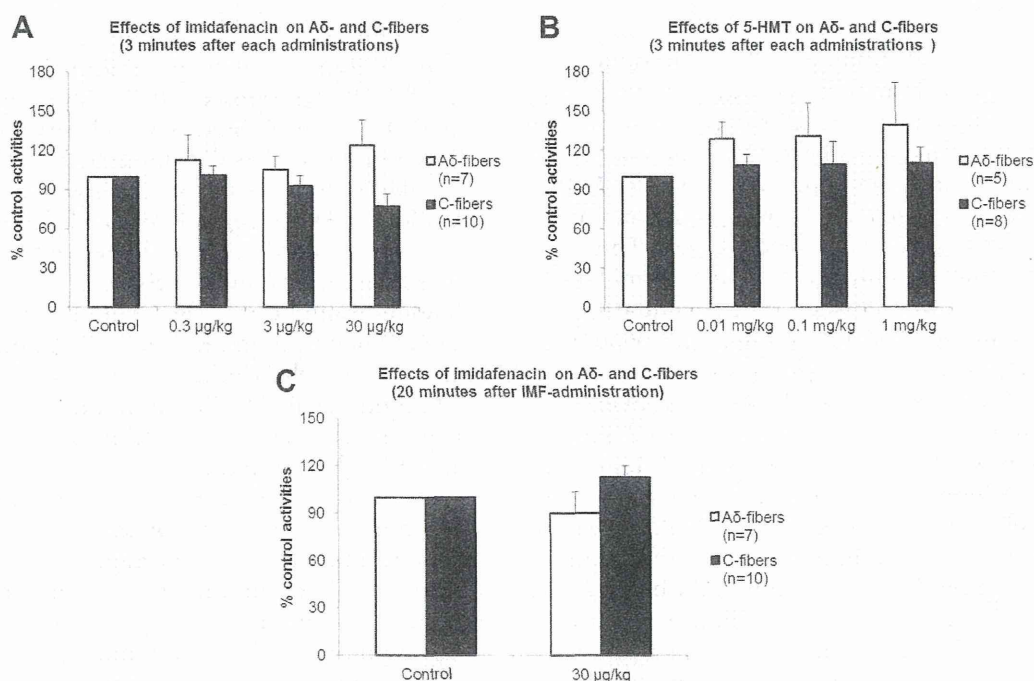 A
Effects of imidafenacin on Aδ- and C-fibers
(3 minutes after each administrations)
% control activities
180
150
120
90
60
30
0
Control
0.3 µg/kg
3 µg/kg
30 µg/kg
Aδ-fibers
(n=7)
C-fibers
(n=10)
B
Effects of 5-HMT on Aδ- and C-fibers
(3 minutes after each administrations )
% control activities
180
150
120
90
60
30
0
Control
0.01 mg/kg
0.1 mg/kg
1 mg/kg
Aδ-fibers
(n=5)
C-fibers
(n=8)
C
Effects of imidafenacin on Aδ- and C-fibers
(20 minutes after IMF-administration)
% control activities
150
120
90
60
30
0
Control
30 µg/kg
Aδ-fibers
(n=7)
C-fibers
(n=10)